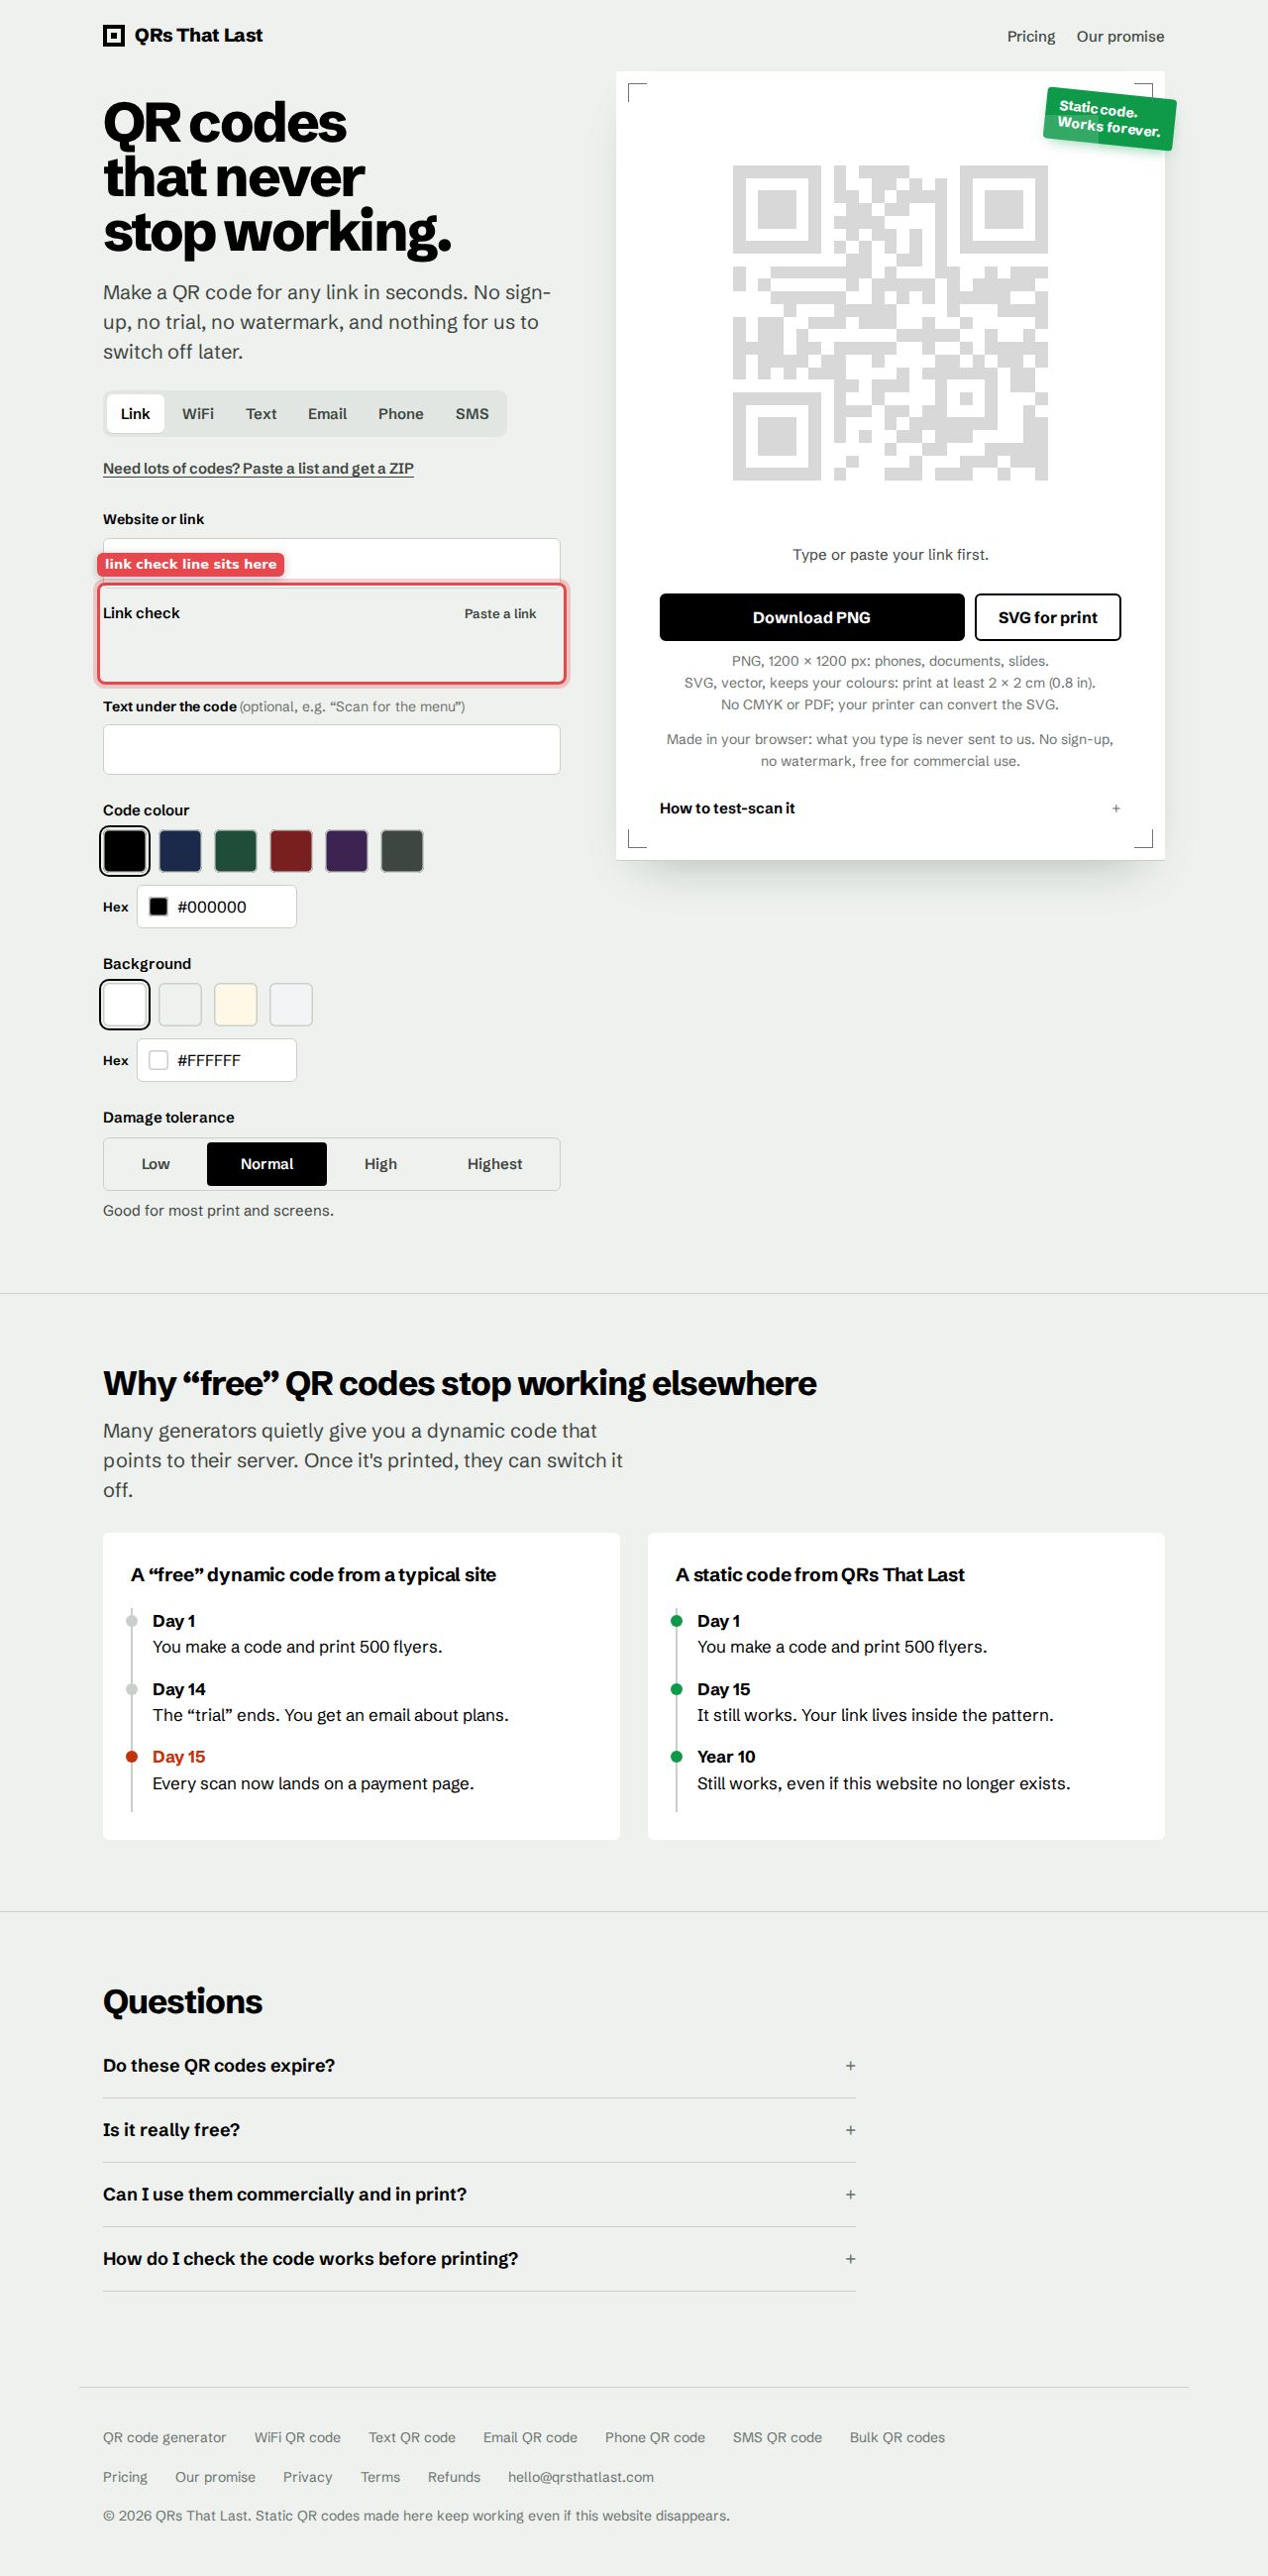 QRs That Last
Pricing
Our promise
QR codes
that never
stop working.
Make a QR code for any link in seconds. No sign-
up, no trial, no watermark, and nothing for us to
switch off later.
Link
WiFi
Text
Email
Phone
SMS
Need lots of codes? Paste a list and get a ZIP
Website or link
link check line sits here
Link check
Paste a link
Text under the code (optional, e.g. “Scan for the menu”)
Code colour
Hex
#000000
Background
Hex
#FFFFFF
Damage tolerance
Low
Normal
High
Highest
Good for most print and screens.
Static code.
Works forever.
Type or paste your link first.
Download PNG
SVG for print
PNG, 1200 × 1200 px: phones, documents, slides.
SVG, vector, keeps your colours: print at least 2 × 2 cm (0.8 in).
No CMYK or PDF; your printer can convert the SVG.
Made in your browser: what you type is never sent to us. No sign-up,
no watermark, free for commercial use.
How to test-scan it
+
Why “free” QR codes stop working elsewhere
Many generators quietly give you a dynamic code that
points to their server. Once it's printed, they can switch it
off.
A “free” dynamic code from a typical site
Day 1
You make a code and print 500 flyers.
Day 14
The “trial” ends. You get an email about plans.
Day 15
Every scan now lands on a payment page.
A static code from QRs That Last
Day 1
You make a code and print 500 flyers.
Day 15
It still works. Your link lives inside the pattern.
Year 10
Still works, even if this website no longer exists.
Questions
Do these QR codes expire?
+
Is it really free?
+
Can I use them commercially and in print?
+
How do I check the code works before printing?
+
QR code generator
WiFi QR code
Text QR code
Email QR code
Phone QR code
SMS QR code
Bulk QR codes
Pricing
Our promise
Privacy
Terms
Refunds
hello@qrsthatlast.com
© 2026 QRs That Last. Static QR codes made here keep working even if this website disappears.